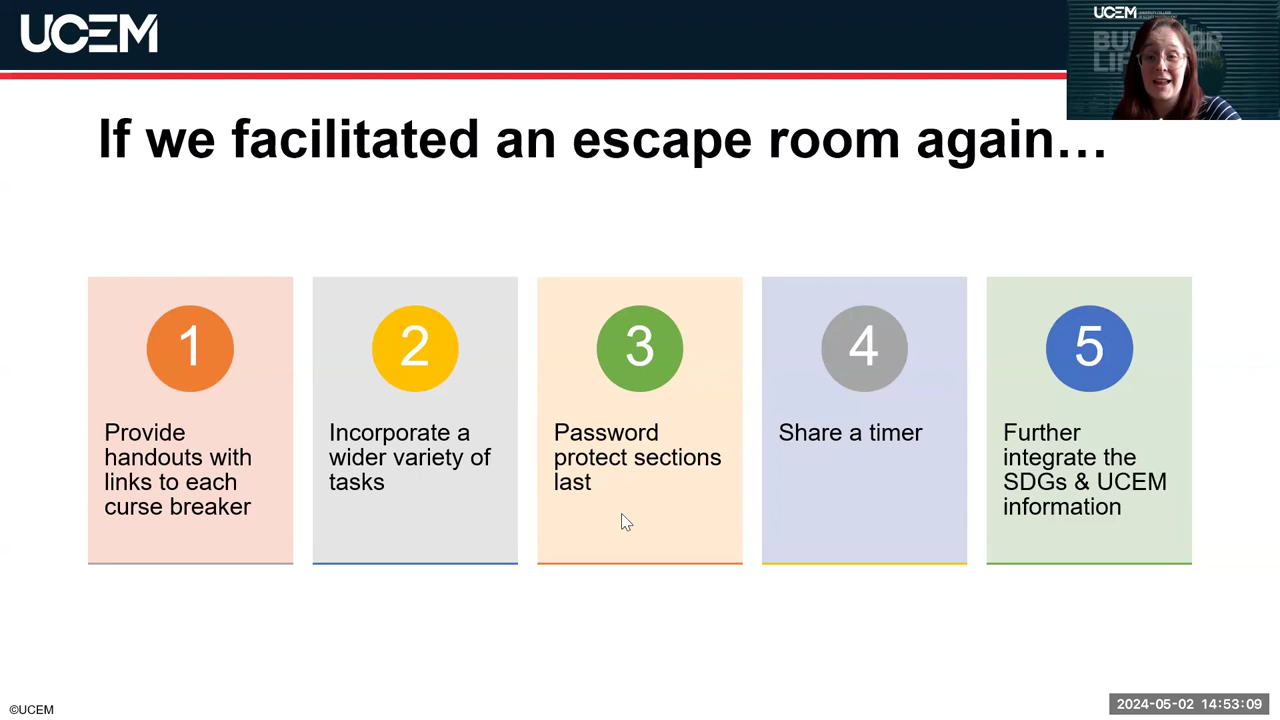 UCEM
UCEM
If we facilitated an escape room again…
1
Provide
handouts with
links to each
curse breaker
2
Incorporate a
wider variety of
tasks
3
Password
protect sections
last
4
Share a timer
5
Further
integrate the
SDGs & UCEM
information
©UCEM
2024-05-02 14:53:09